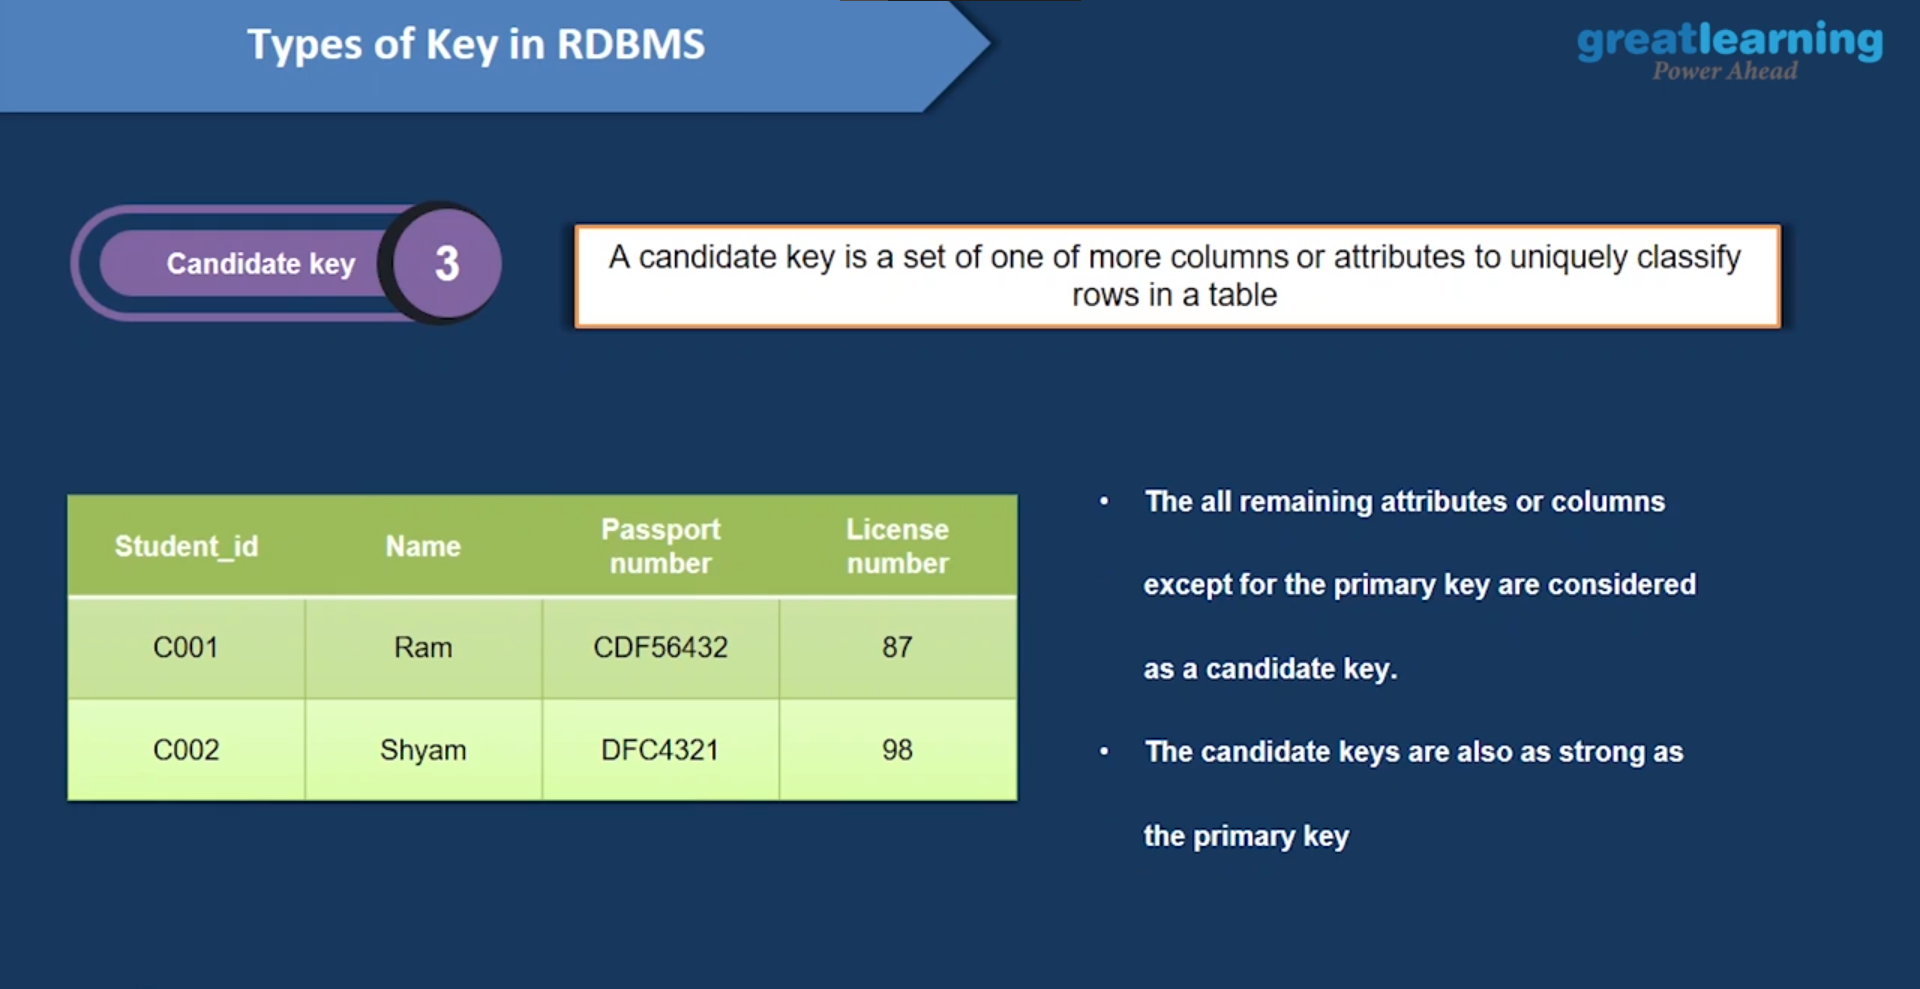 Types of Key in RDBMS
greatlearning
Power Ahead
Candidate key
3
A candidate key is a set of one of more columns or attributes to uniquely classify
rows in a table
Student_id Name Passport number License number
C001 Ram CDF56432 87
C002 Shyam DFC4321 98
• The all remaining attributes or columns
except for the primary key are considered
as a candidate key.
• The candidate keys are also as strong as
the primary key